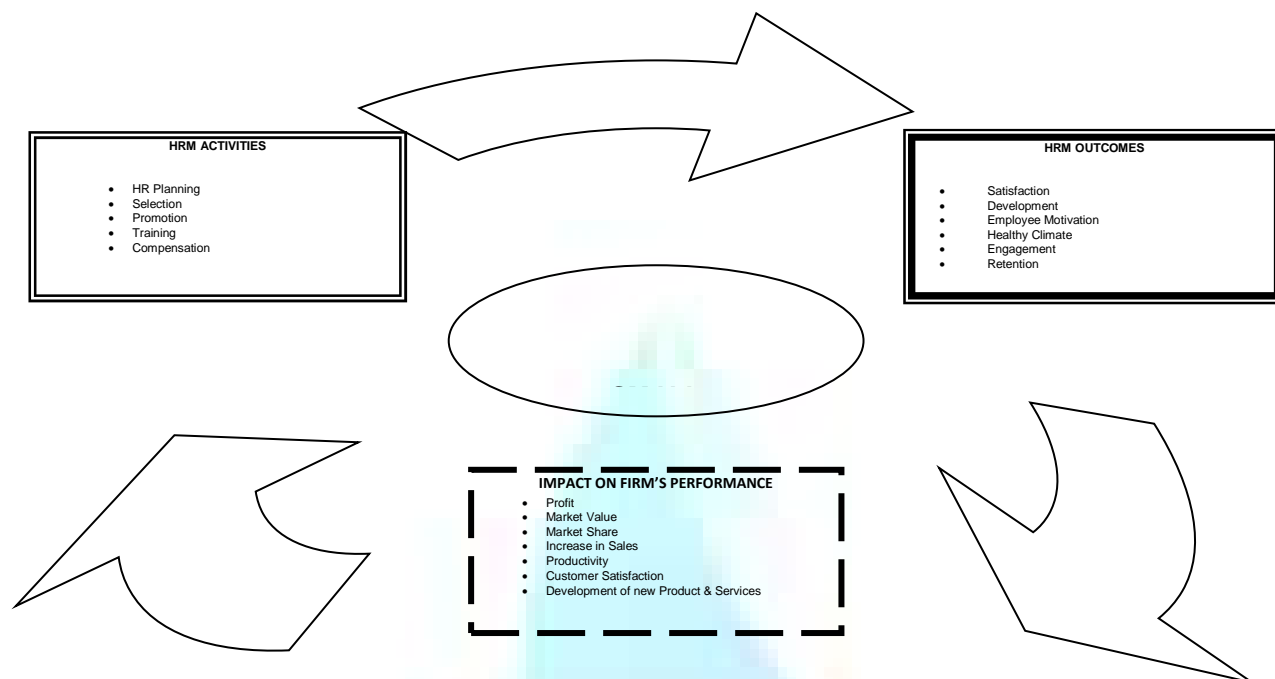 HRM ACTIVITIES
• HR Planning
• Selection
• Promotion
• Training
• Compensation
HRM OUTCOMES
• Satisfaction
• Development
• Employee Motivation
• Healthy Climate
• Engagement
• Retention
IMPACT ON FIRM'S PERFORMANCE
• Profit
• Market Value
• Market Share
• Increase in Sales
• Productivity
• Customer Satisfaction
• Development of new Product & Services